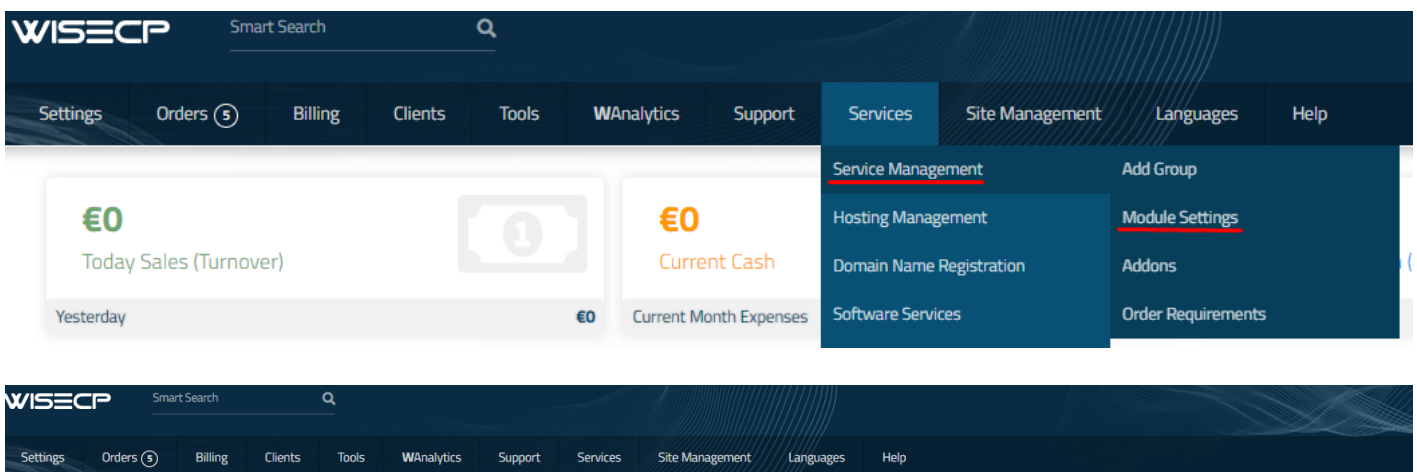 WISECP Smart Search
Settings Orders 5 Billing Clients Tools WAnalytics Support Services Site Management Languages Help
Service Management Add Group
€0 €0 Hosting Management Module Settings
Today Sales (Turnover) Current Cash Domain Name Registration Addons
Yesterday €0 Current Month Expenses Software Services Order Requirements
WISECP Smart Search
Settings Orders 5 Billing Clients Tools WAnalytics Support Services Site Management Languages Help